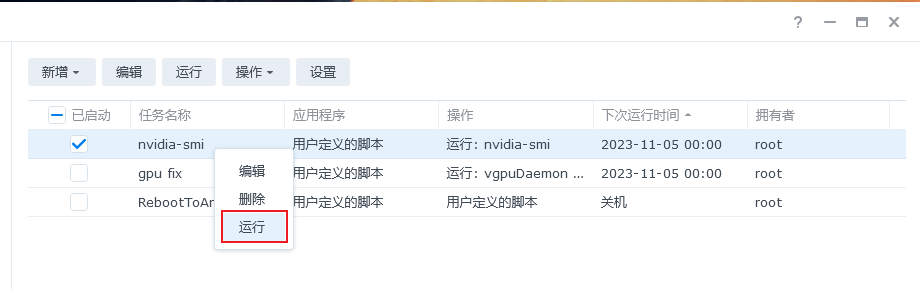 新增 编辑 运行 操作 设置
已启动 任务名称 应用程序 操作 下次运行时间 拥有者
nvidia-smi 用户定义的脚本 运行: nvidia-smi 2023-11-05 00:00 root
编辑
gpu fix 用户定义的脚本 运行: vgpuDaemon ... 2023-11-05 00:00 root
删除
RebootToAr 用户定义的脚本 用户定义的脚本 关机 root
运行